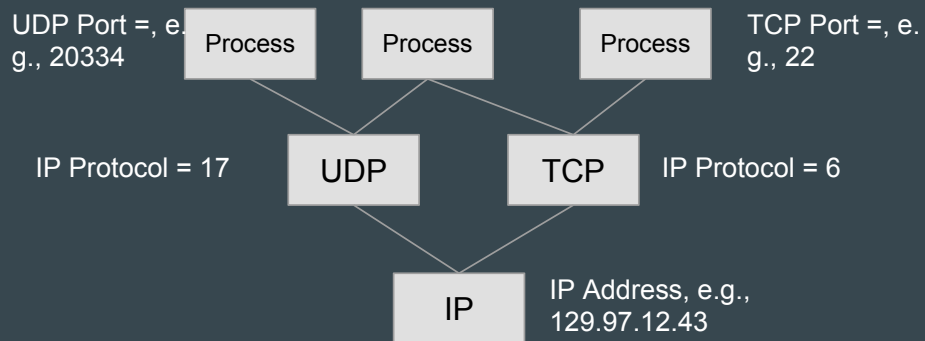 UDP Port =, e.
g., 20334
Process
Process
Process
TCP Port =, e.
g., 22
IP Protocol = 17
UDP
TCP
IP Protocol = 6
IP
IP Address, e.g.,
129.97.12.43